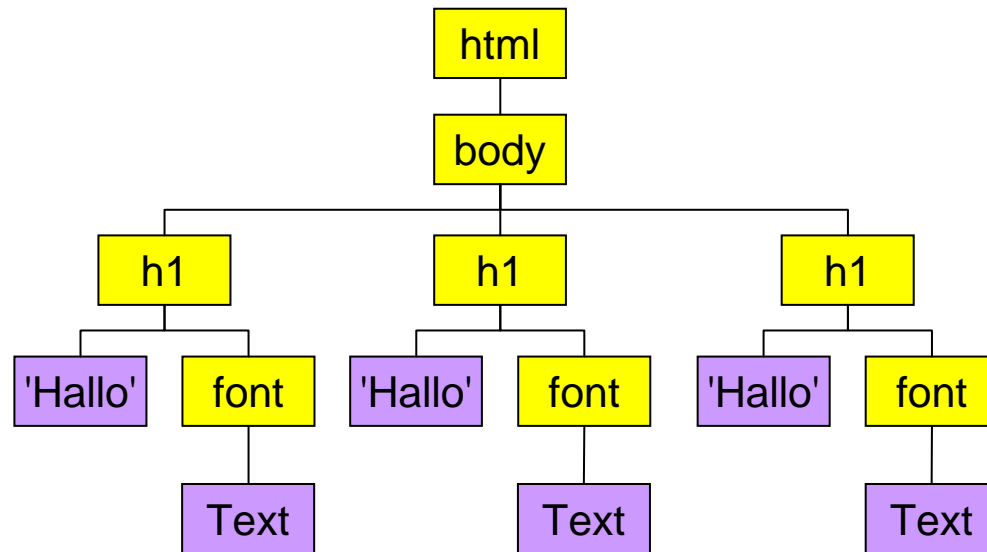 html
body
h1 h1 h1
'Hallo' font 'Hallo' font 'Hallo' font
Text Text Text